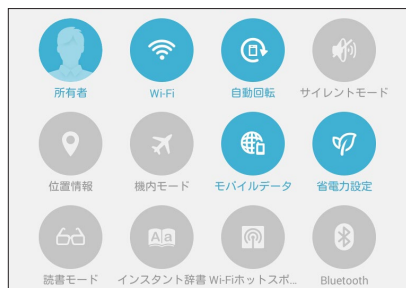 所有者 Wi-Fi 自動回転 サイレントモード
位置情報 機内モード モバイルデータ 省電力設定
Aa
読書モード インスタント辞書 Wi-Fiホットスポ... Bluetooth